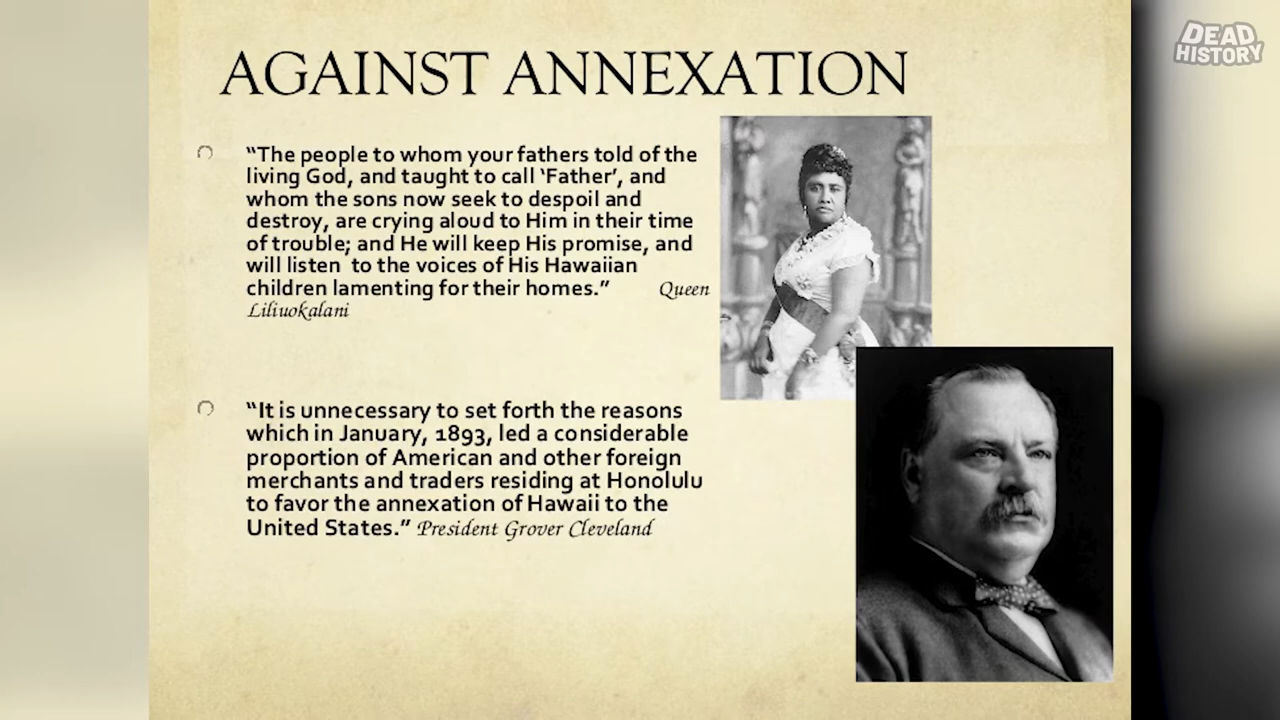 DEAD
HISTORY
AGAINST ANNEXATION
“The people to whom your fathers told of the
living God, and taught to call ‘Father’, and
whom the sons now seek to despoil and
destroy, are crying aloud to Him in their time
of trouble; and He will keep His promise, and
will listen to the voices of His Hawaiian
children lamenting for their homes.” Queen
Liliuokalani
“It is unnecessary to set forth the reasons
which in January, 1893, led a considerable
proportion of American and other foreign
merchants and traders residing at Honolulu
to favor the annexation of Hawaii to the
United States.” President Grover Cleveland